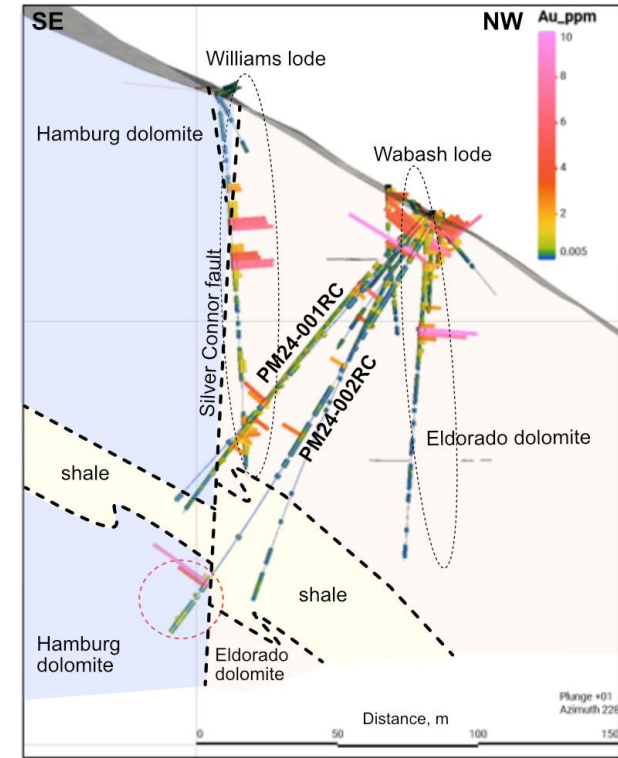 SE
NW
Au_ppm
10
8
6
4
2
0.005
Williams lode
Hamburg dolomite
Wabash lode
Silver Connor fault
PM24-001RC
PM24-002RC
Eldorado dolomite
shale
shale
Hamburg
dolomite
Eldorado
dolomite
Plunge +01
Azimuth 228
Distance, m
0
50
100
150